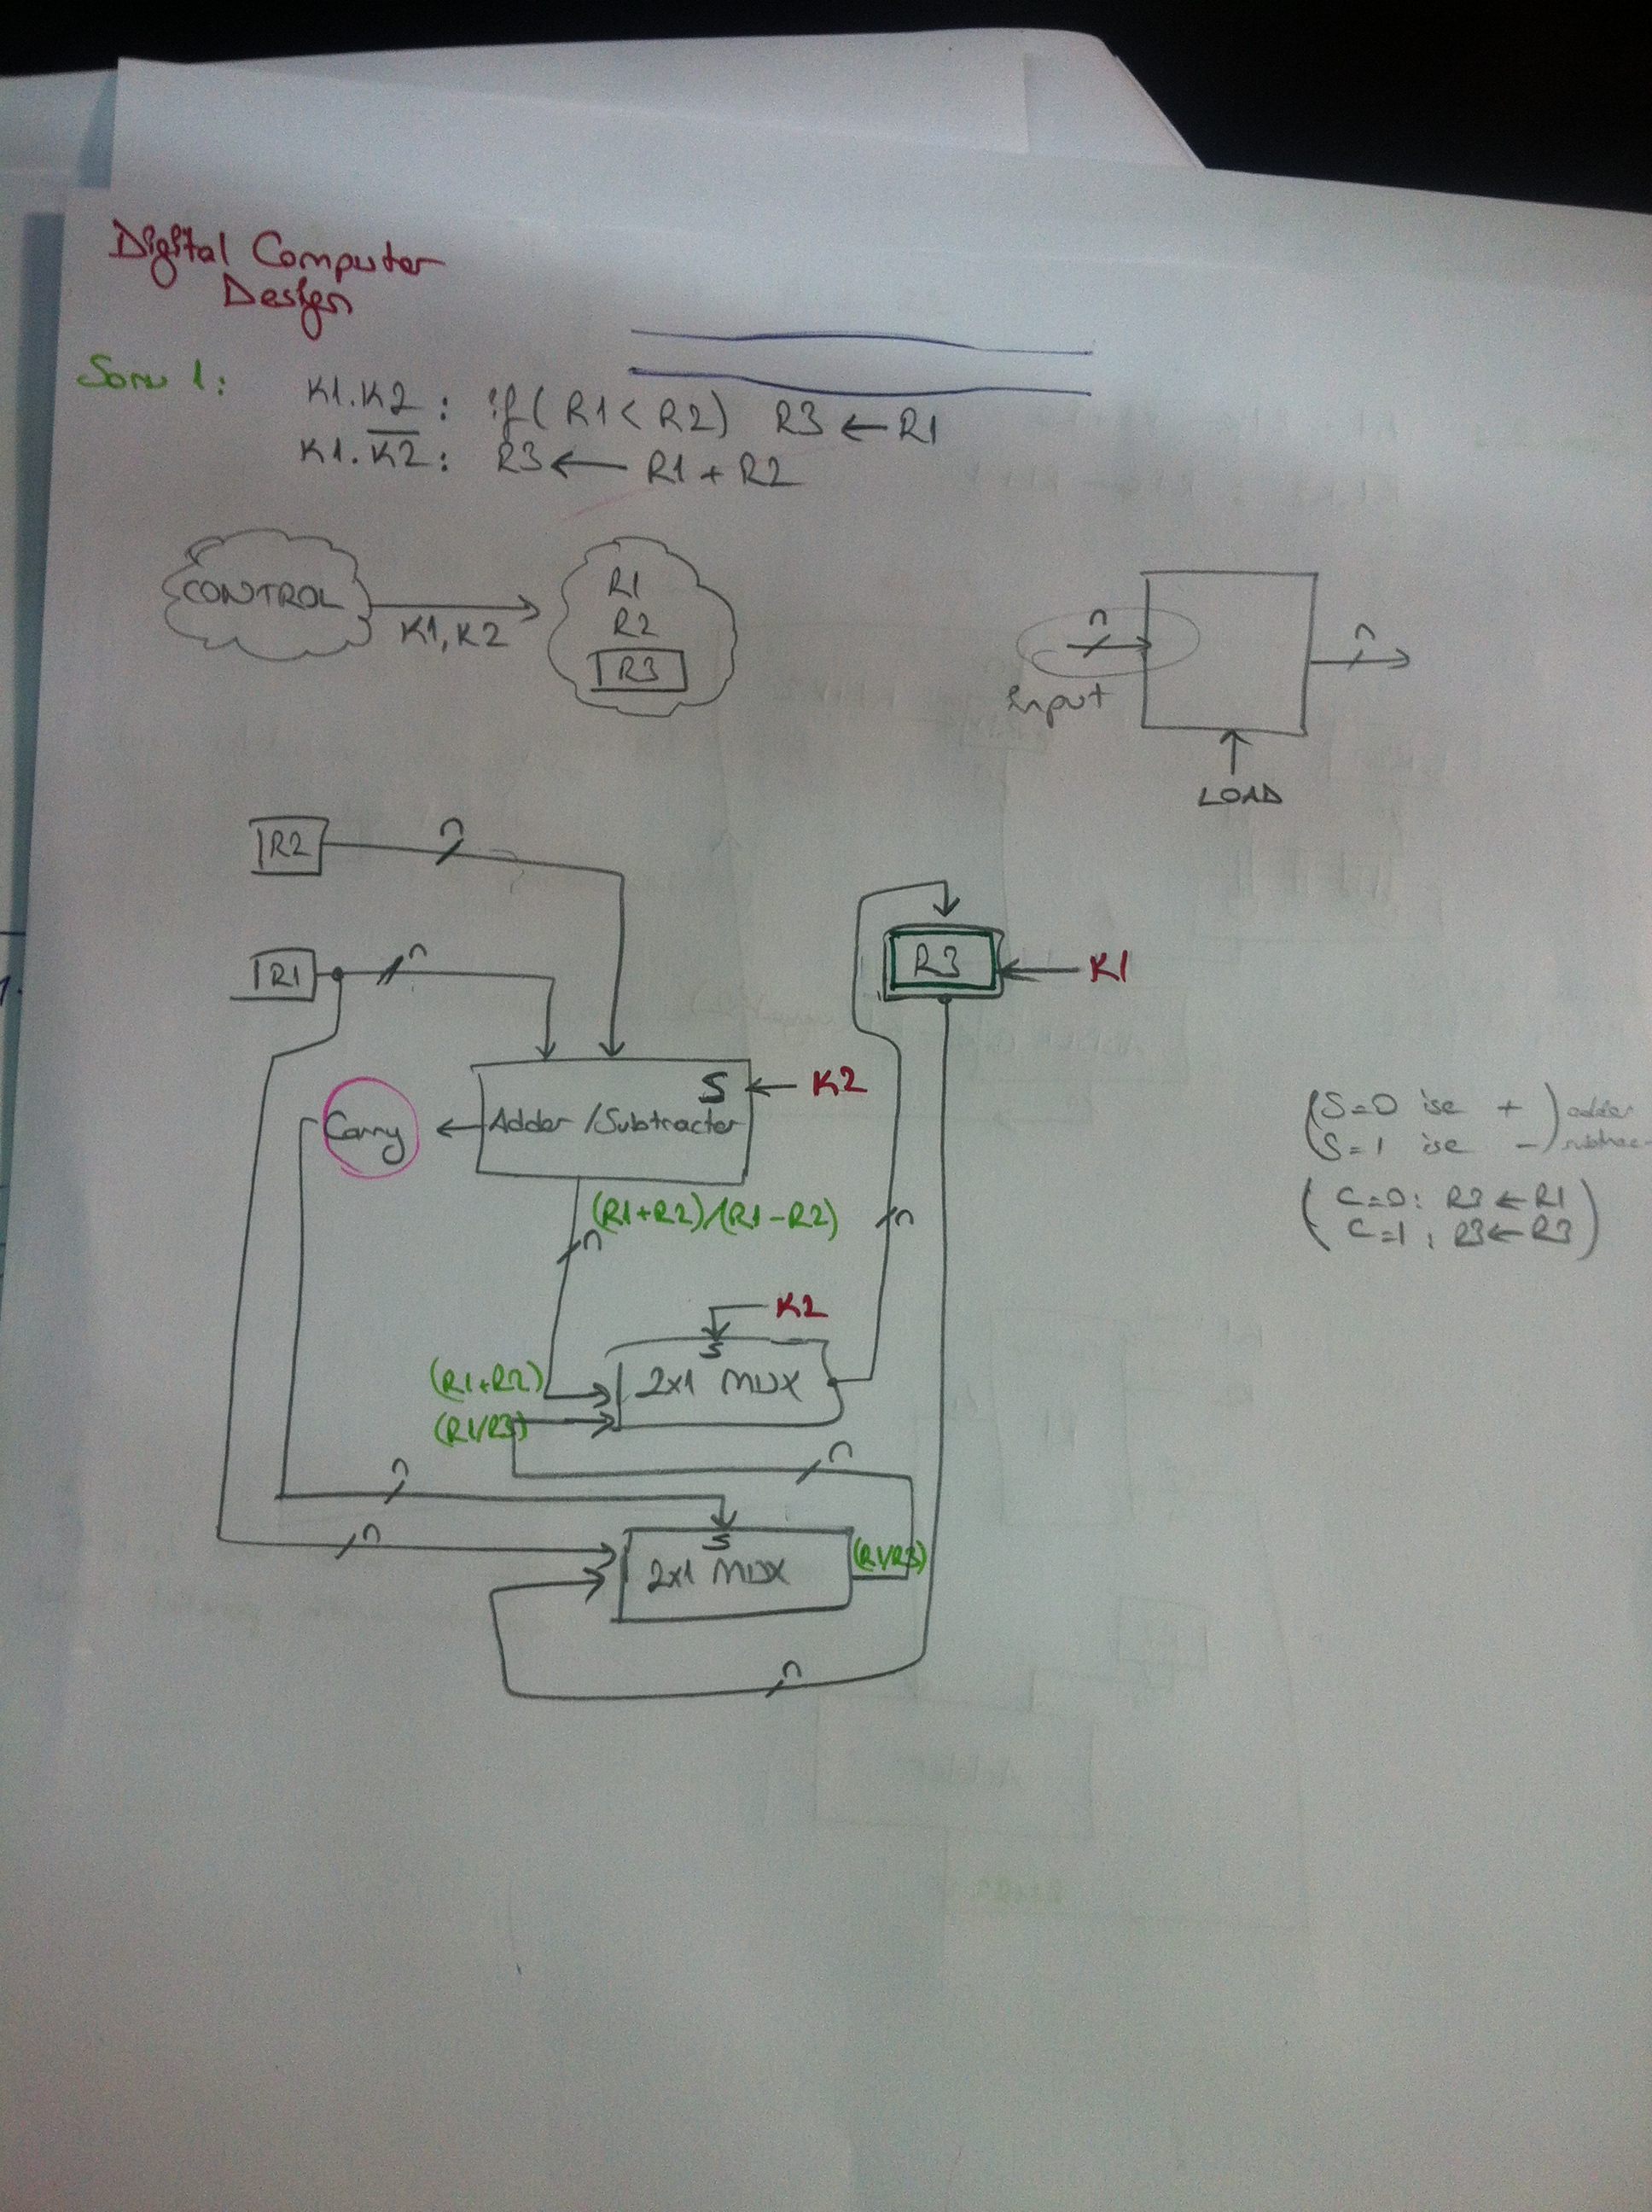 Digital Computer
Design
Soru 1:
K1.K2 : if (R1 < R2) R3 ← R1
K1.K̅2̅ : R3 ← R1 + R2
CONTROL
K1, K2
R1
R2
R3
n
n
Input
LOAD
R2
n
R1
n
R3
K1
S
K2
Carry
Adder / Subtracter
(S=0 ise + ) adder
S=1 ise - )
(R1+R2)/(R1-R2)
n
n
( C=0: R3 ← R1
C=1 : R3 ← R3 )
K2
S
(R1+R2)
2x1 MUX
(R1/R3)
n
n
n
S
2x1 MUX
(R1/R3)
n